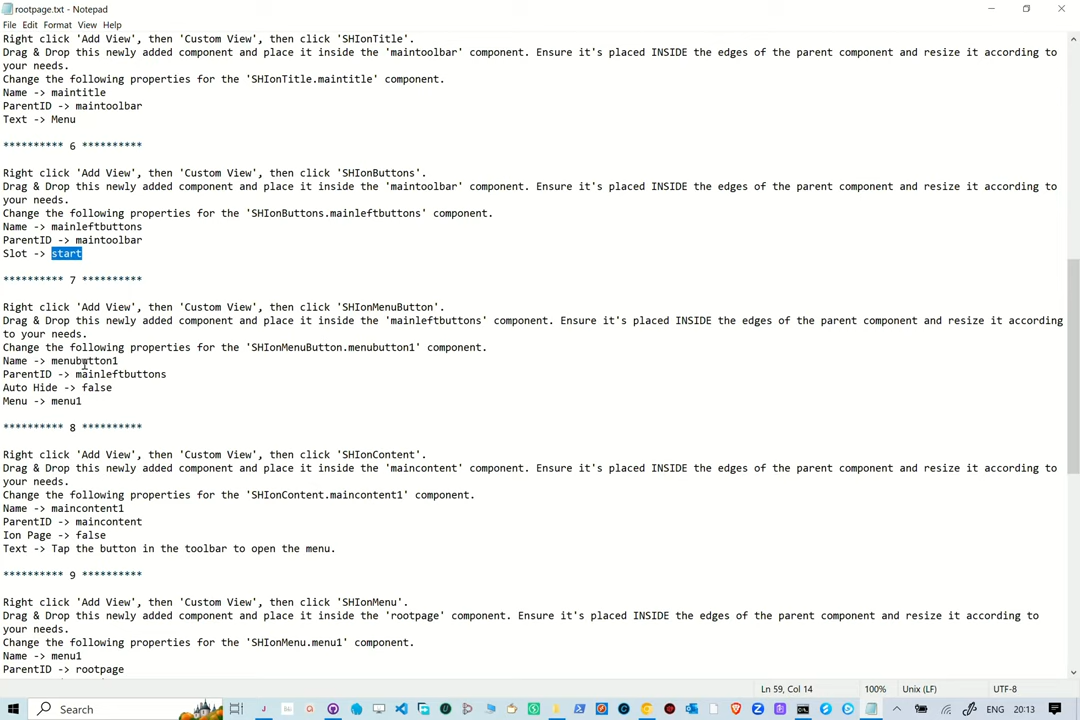 rootpage.txt - Notepad
File Edit Format View Help
Right click 'Add View', then 'Custom View', then click 'SHIonTitle'.
Drag & Drop this newly added component and place it inside the 'maintoolbar' component. Ensure it's placed INSIDE the edges of the parent component and resize it according to
your needs.
Change the following properties for the 'SHIonTitle.maintitle' component.
Name -> maintitle
ParentID -> maintoolbar
Text -> Menu
********** 6 **********
Right click 'Add View', then 'Custom View', then click 'SHIonButtons'.
Drag & Drop this newly added component and place it inside the 'maintoolbar' component. Ensure it's placed INSIDE the edges of the parent component and resize it according to
your needs.
Change the following properties for the 'SHIonButtons.mainleftbuttons' component.
Name -> mainleftbuttons
ParentID -> maintoolbar
Slot -> start
********** 7 **********
Right click 'Add View', then 'Custom View', then click 'SHIonMenuButton'.
Drag & Drop this newly added component and place it inside the 'mainleftbuttons' component. Ensure it's placed INSIDE the edges of the parent component and resize it according
to your needs.
Change the following properties for the 'SHIonMenuButton.menubutton1' component.
Name -> menubutton1
ParentID -> mainleftbuttons
Auto Hide -> false
Menu -> menu1
********** 8 **********
Right click 'Add View', then 'Custom View', then click 'SHIonContent'.
Drag & Drop this newly added component and place it inside the 'maincontent' component. Ensure it's placed INSIDE the edges of the parent component and resize it according to
your needs.
Change the following properties for the 'SHIonContent.maincontent1' component.
Name -> maincontent1
ParentID -> maincontent
Ion Page -> false
Text -> Tap the button in the toolbar to open the menu.
********** 9 **********
Right click 'Add View', then 'Custom View', then click 'SHIonMenu'.
Drag & Drop this newly added component and place it inside the 'rootpage' component. Ensure it's placed INSIDE the edges of the parent component and resize it according to
your needs.
Change the following properties for the 'SHIonMenu.menu1' component.
Name -> menu1
ParentID -> rootpage
Ln 59, Col 14 100% Unix (LF) UTF-8
Search ENG 20:13